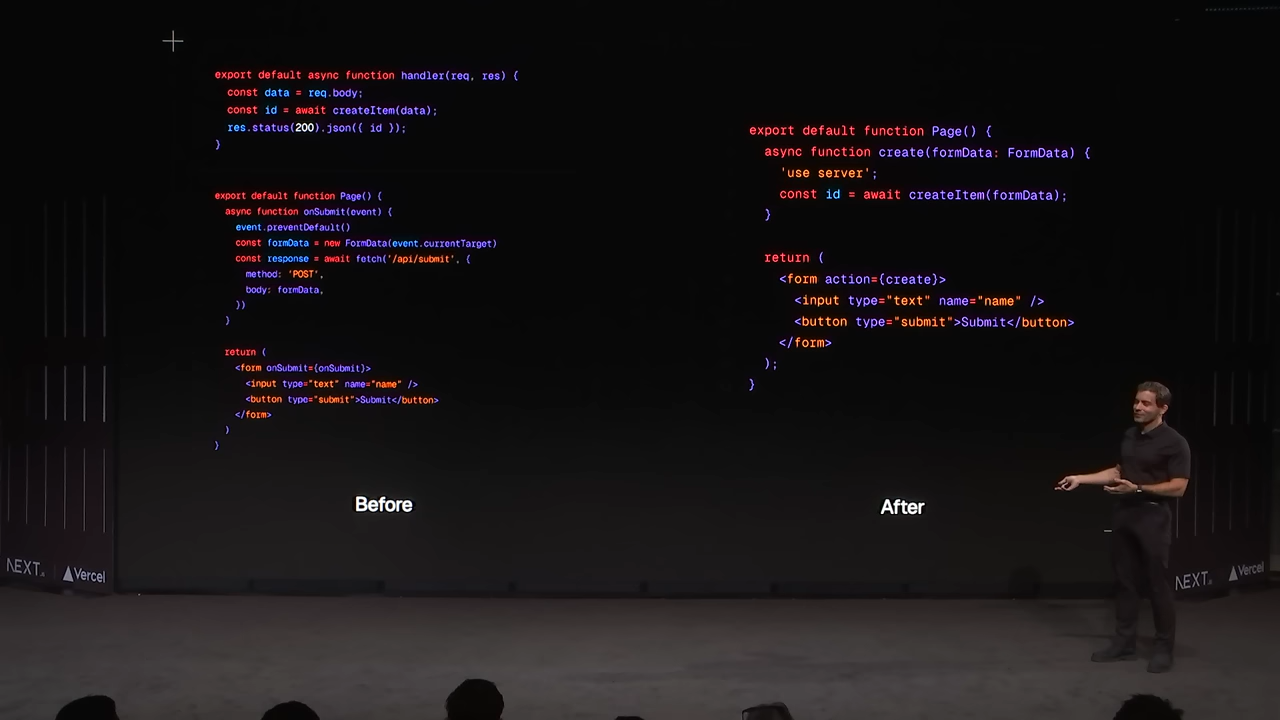 export default async function handler(req, res) {
const data = req.body;
const id = await createItem(data);
res.status(200).json({ id });
}
export default function Page() {
async function onSubmit(event) {
event.preventDefault()
const formData = new FormData(event.currentTarget)
const response = await fetch('/api/submit', {
method: 'POST',
body: formData,
})
}
return (
<form onSubmit={onSubmit}>
<input type="text" name="name" />
<button type="submit">Submit</button>
</form>
)
}
Before
export default function Page() {
async function create(formData: FormData) {
'use server';
const id = await createItem(formData);
}
return (
<form action={create}>
<input type="text" name="name" />
<button type="submit">Submit</button>
</form>
);
}
After
NEXT.js Vercel
NEXT.js Vercel